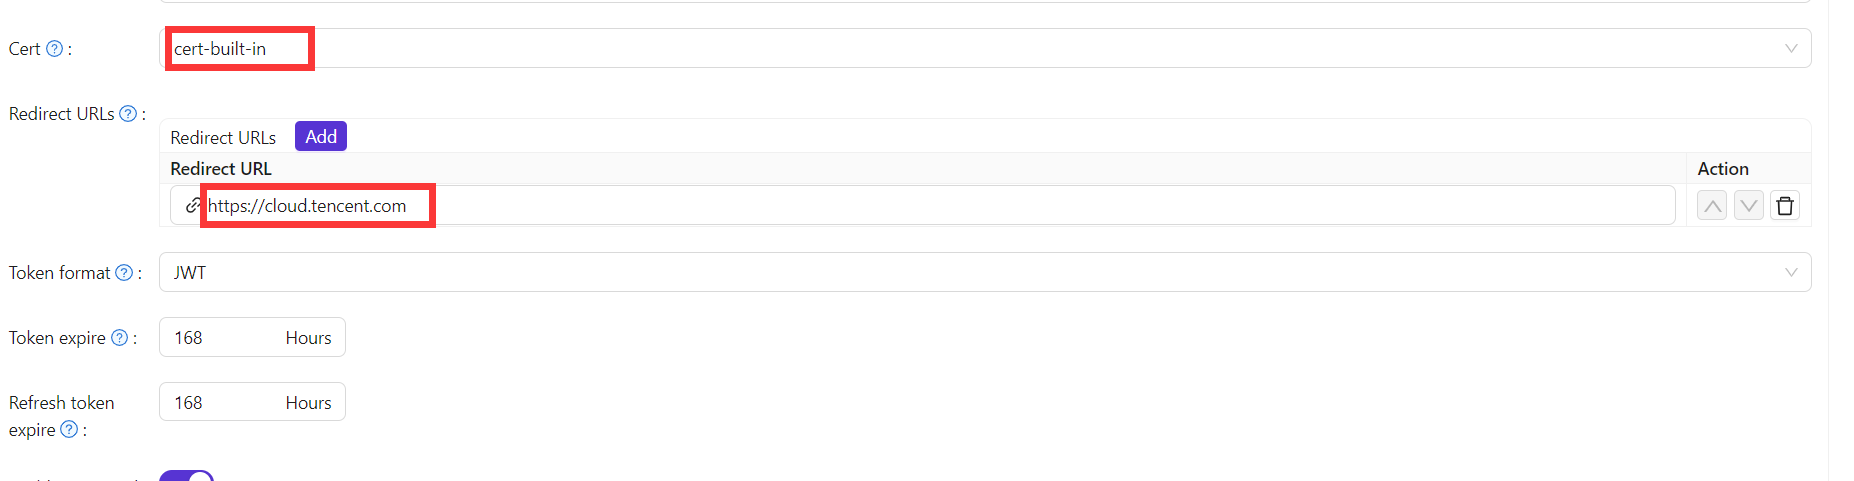 Cert ? :
cert-built-in
Redirect URLs ? :
Redirect URLs Add
Redirect URL Action
https://cloud.tencent.com
Token format ? :
JWT
Token expire ? :
168 Hours
Refresh token
expire ? :
168 Hours